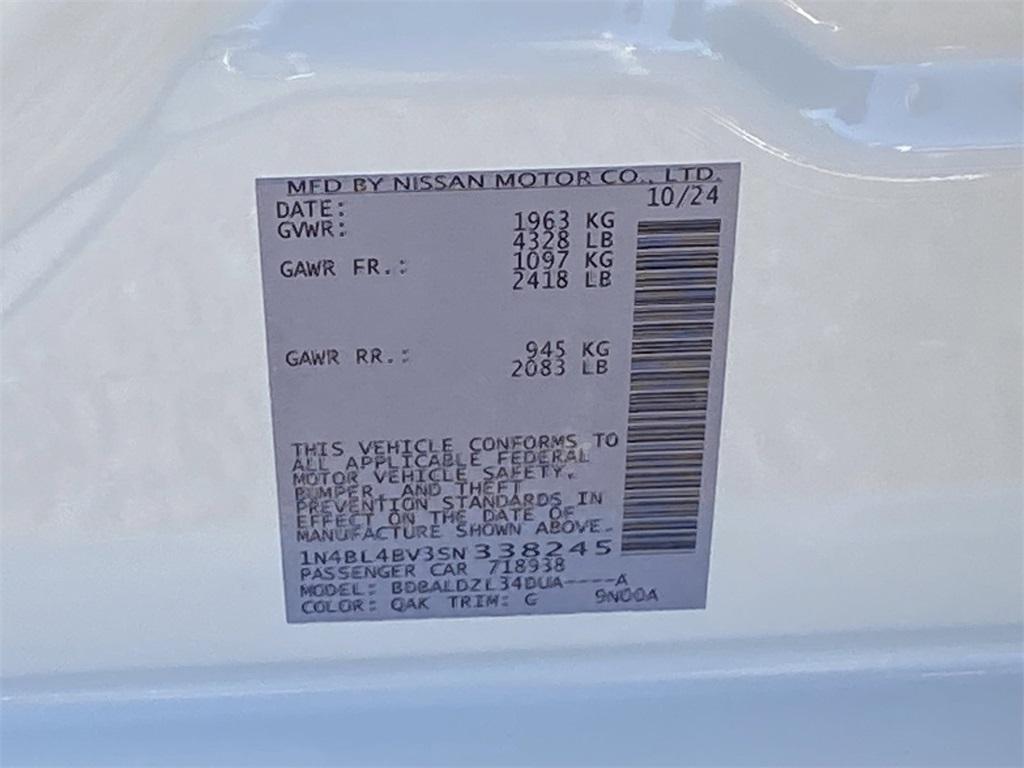 MFD BY NISSAN MOTOR CO., LTD.
DATE: 10/24
GVWR: 1963 KG
4328 LB
GAWR FR.: 1097 KG
2418 LB
GAWR RR.: 945 KG
2083 LB
THIS VEHICLE CONFORMS TO
ALL APPLICABLE FEDERAL
MOTOR VEHICLE SAFETY,
BUMPER, AND THEFT
PREVENTION STANDARDS IN
EFFECT ON THE DATE OF
MANUFACTURE SHOWN ABOVE.
1N4BL4BV3SN338245
PASSENGER CAR 718938
MODEL: BDBALDZL34DUA----A
COLOR: QAK TRIM: G 9N00A